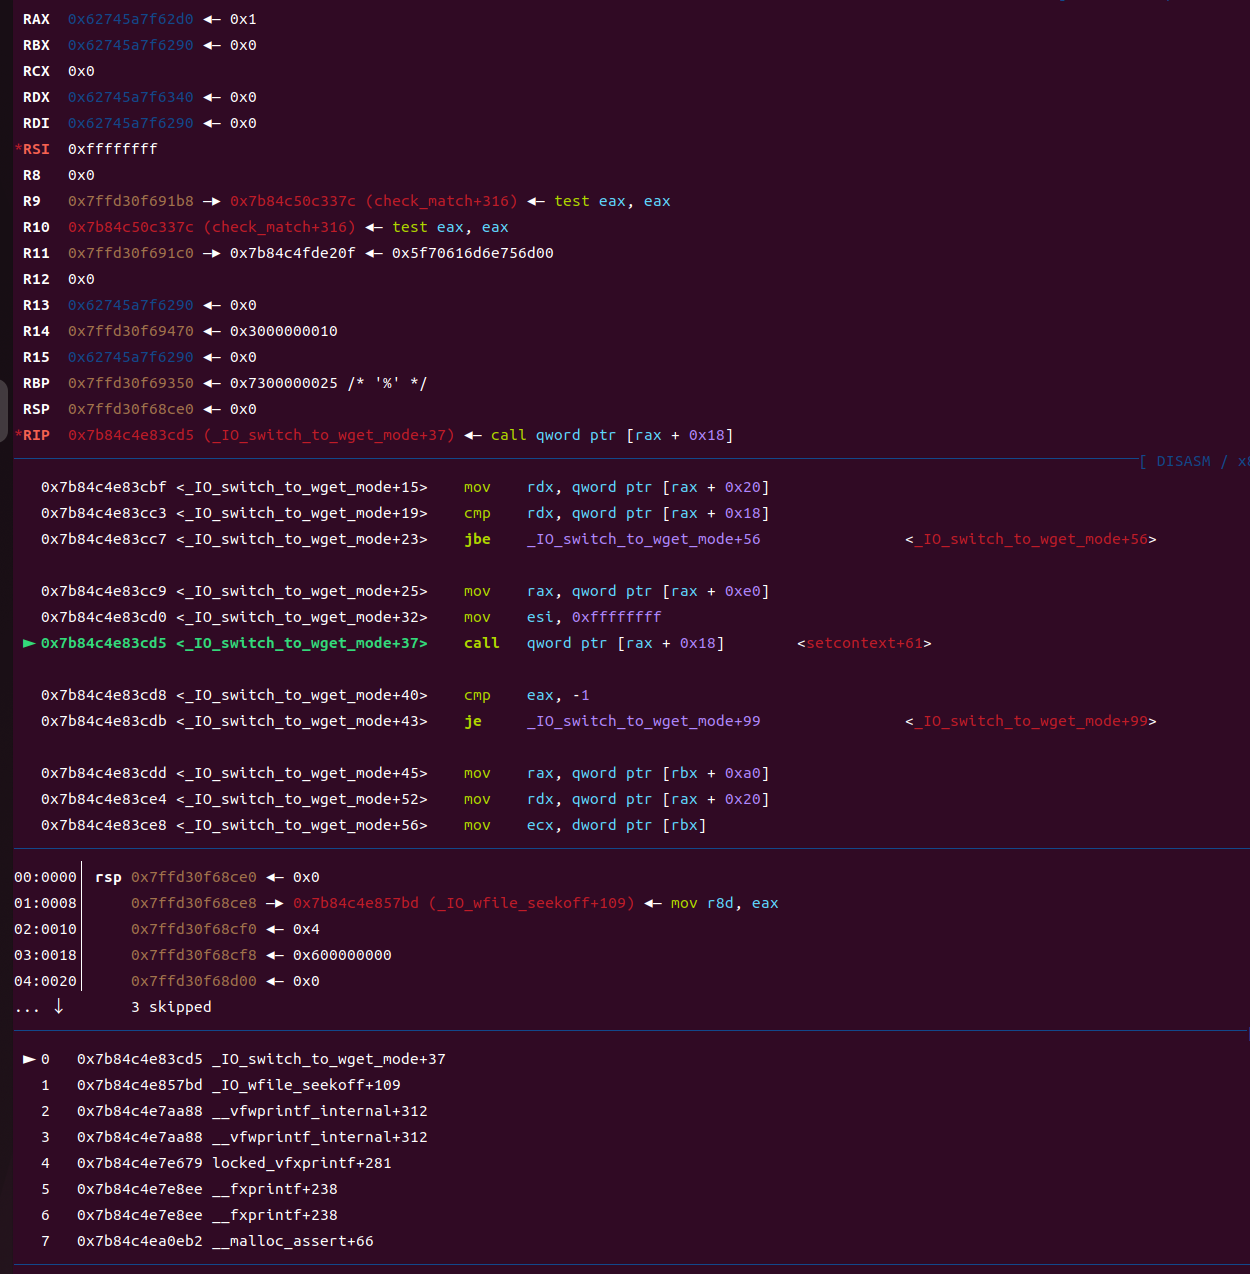 RAX 0x62745a7f62d0 ◂— 0x1
RBX 0x62745a7f6290 ◂— 0x0
RCX 0x0
RDX 0x62745a7f6340 ◂— 0x0
RDI 0x62745a7f6290 ◂— 0x0
*RSI 0xffffffff
R8 0x0
R9 0x7ffd30f691b8 —▸ 0x7b84c50c337c (check_match+316) ◂— test eax, eax
R10 0x7b84c50c337c (check_match+316) ◂— test eax, eax
R11 0x7ffd30f691c0 —▸ 0x7b84c4fde20f ◂— 0x5f70616d6e756d00
R12 0x0
R13 0x62745a7f6290 ◂— 0x0
R14 0x7ffd30f69470 ◂— 0x3000000010
R15 0x62745a7f6290 ◂— 0x0
RBP 0x7ffd30f69350 ◂— 0x7300000025 /* '%' */
RSP 0x7ffd30f68ce0 ◂— 0x0
*RIP 0x7b84c4e83cd5 (_IO_switch_to_wget_mode+37) ◂— call qword ptr [rax + 0x18]
[ DISASM /
0x7b84c4e83cbf <_IO_switch_to_wget_mode+15> mov rdx, qword ptr [rax + 0x20]
0x7b84c4e83cc3 <_IO_switch_to_wget_mode+19> cmp rdx, qword ptr [rax + 0x18]
0x7b84c4e83cc7 <_IO_switch_to_wget_mode+23> jbe _IO_switch_to_wget_mode+56 <_IO_switch_to_wget_mode+56>
0x7b84c4e83cc9 <_IO_switch_to_wget_mode+25> mov rax, qword ptr [rax + 0xe0]
0x7b84c4e83cd0 <_IO_switch_to_wget_mode+32> mov esi, 0xffffffff
► 0x7b84c4e83cd5 <_IO_switch_to_wget_mode+37> call qword ptr [rax + 0x18] <setcontext+61>
0x7b84c4e83cd8 <_IO_switch_to_wget_mode+40> cmp eax, -1
0x7b84c4e83cdb <_IO_switch_to_wget_mode+43> je _IO_switch_to_wget_mode+99 <_IO_switch_to_wget_mode+99>
0x7b84c4e83cdd <_IO_switch_to_wget_mode+45> mov rax, qword ptr [rbx + 0xa0]
0x7b84c4e83ce4 <_IO_switch_to_wget_mode+52> mov rdx, qword ptr [rax + 0x20]
0x7b84c4e83ce8 <_IO_switch_to_wget_mode+56> mov ecx, dword ptr [rbx]
00:0000│ rsp 0x7ffd30f68ce0 ◂— 0x0
01:0008│ 0x7ffd30f68ce8 —▸ 0x7b84c4e857bd (_IO_wfile_seekoff+109) ◂— mov r8d, eax
02:0010│ 0x7ffd30f68cf0 ◂— 0x4
03:0018│ 0x7ffd30f68cf8 ◂— 0x600000000
04:0020│ 0x7ffd30f68d00 ◂— 0x0
... ↓ 3 skipped
► 0 0x7b84c4e83cd5 _IO_switch_to_wget_mode+37
1 0x7b84c4e857bd _IO_wfile_seekoff+109
2 0x7b84c4e7aa88 __vfwprintf_internal+312
3 0x7b84c4e7aa88 __vfwprintf_internal+312
4 0x7b84c4e7e679 locked_vfxprintf+281
5 0x7b84c4e7e8ee __fxprintf+238
6 0x7b84c4e7e8ee __fxprintf+238
7 0x7b84c4ea0eb2 __malloc_assert+66